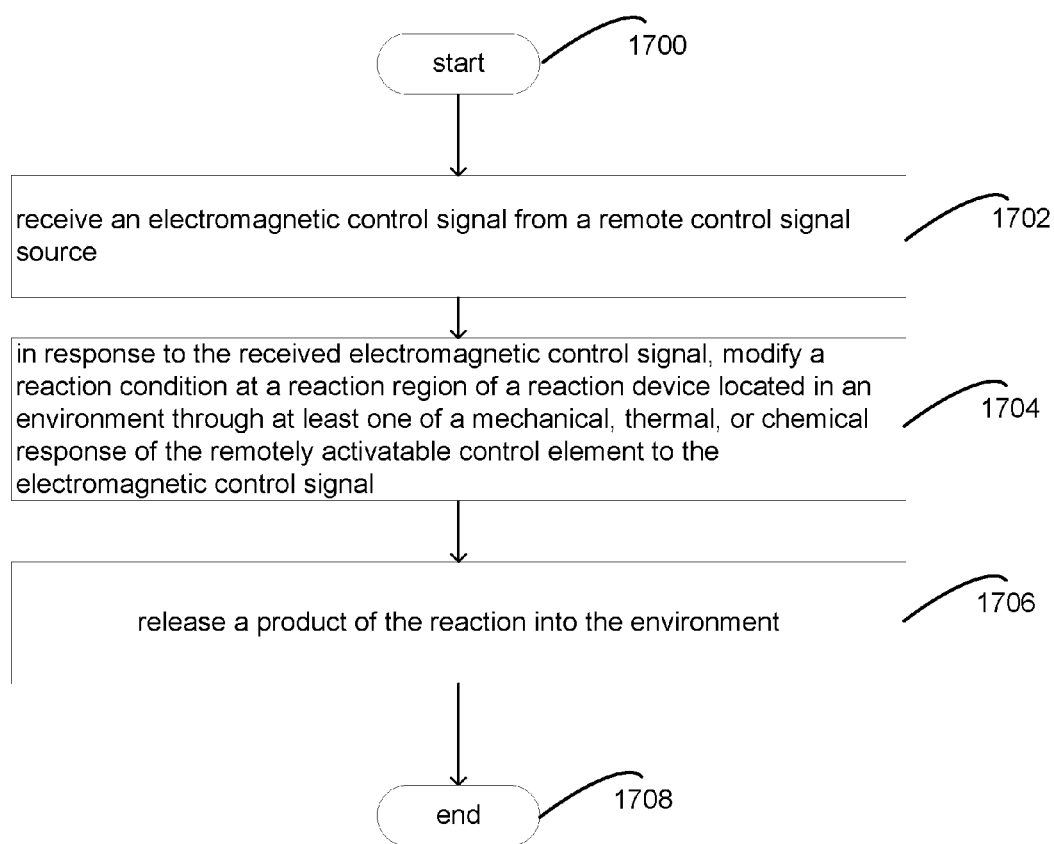 start
1700
receive an electromagnetic control signal from a remote control signal
source
1702
in response to the received electromagnetic control signal, modify a
reaction condition at a reaction region of a reaction device located in an
environment through at least one of a mechanical, thermal, or chemical
response of the remotely activatable control element to the
electromagnetic control signal
1704
release a product of the reaction into the environment
1706
end
1708